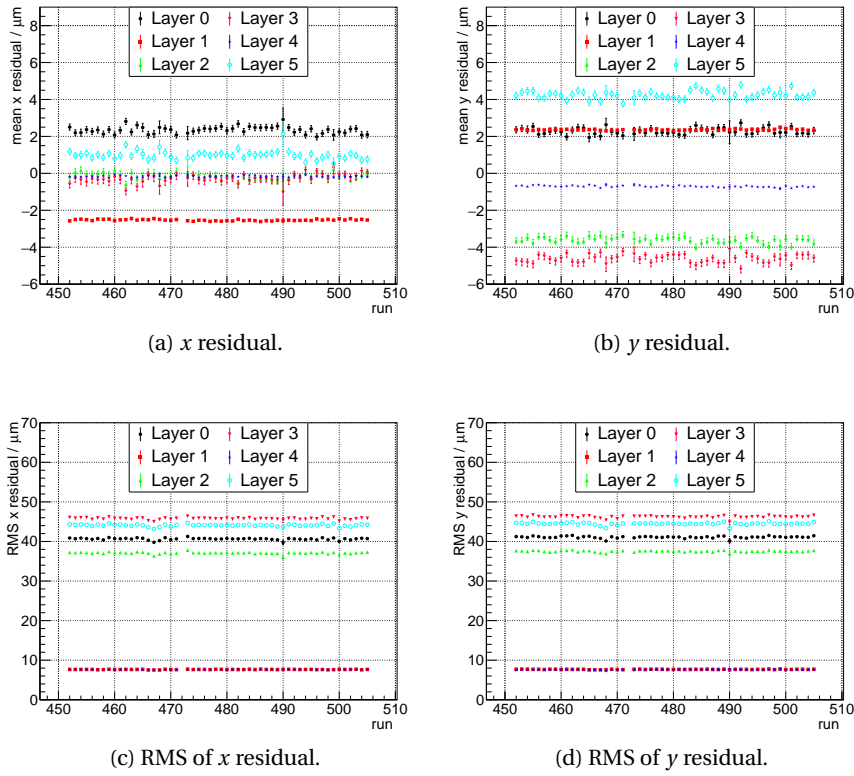 mean x residual / μm
Layer 0 Layer 3
Layer 1 Layer 4
Layer 2 Layer 5
8
6
4
2
0
−2
−4
−6
450 460 470 480 490 500 510
run
(a) x residual.
mean y residual / μm
Layer 0 Layer 3
Layer 1 Layer 4
Layer 2 Layer 5
8
6
4
2
0
−2
−4
−6
450 460 470 480 490 500 510
run
(b) y residual.
RMS x residual / μm
Layer 0 Layer 3
Layer 1 Layer 4
Layer 2 Layer 5
70
60
50
40
30
20
10
0
450 460 470 480 490 500 510
run
(c) RMS of x residual.
RMS y residual / μm
Layer 0 Layer 3
Layer 1 Layer 4
Layer 2 Layer 5
70
60
50
40
30
20
10
0
450 460 470 480 490 500 510
run
(d) RMS of y residual.